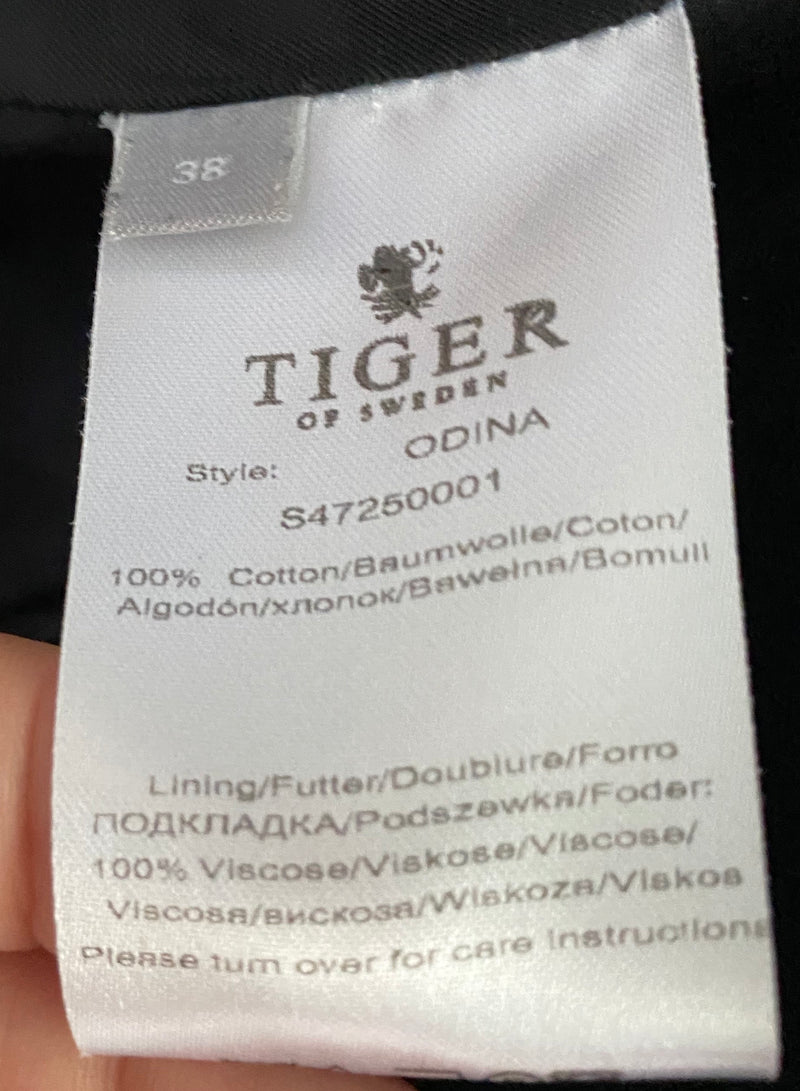 38
TIGER
OF SWEDEN
ODINA
Style:
S47250001
100% Cotton/Baumwolle/Coton/
Algodón/хлопок/Bawełna/Bomull
Lining/Futter/Doublure/Forro
ПОДКЛАДКА/Podszewka/Foder:
100% Viscose/Viskose/Viscose/
Viscosa/вискоза/Wiskoza/Viskos
Please turn over for care instructions